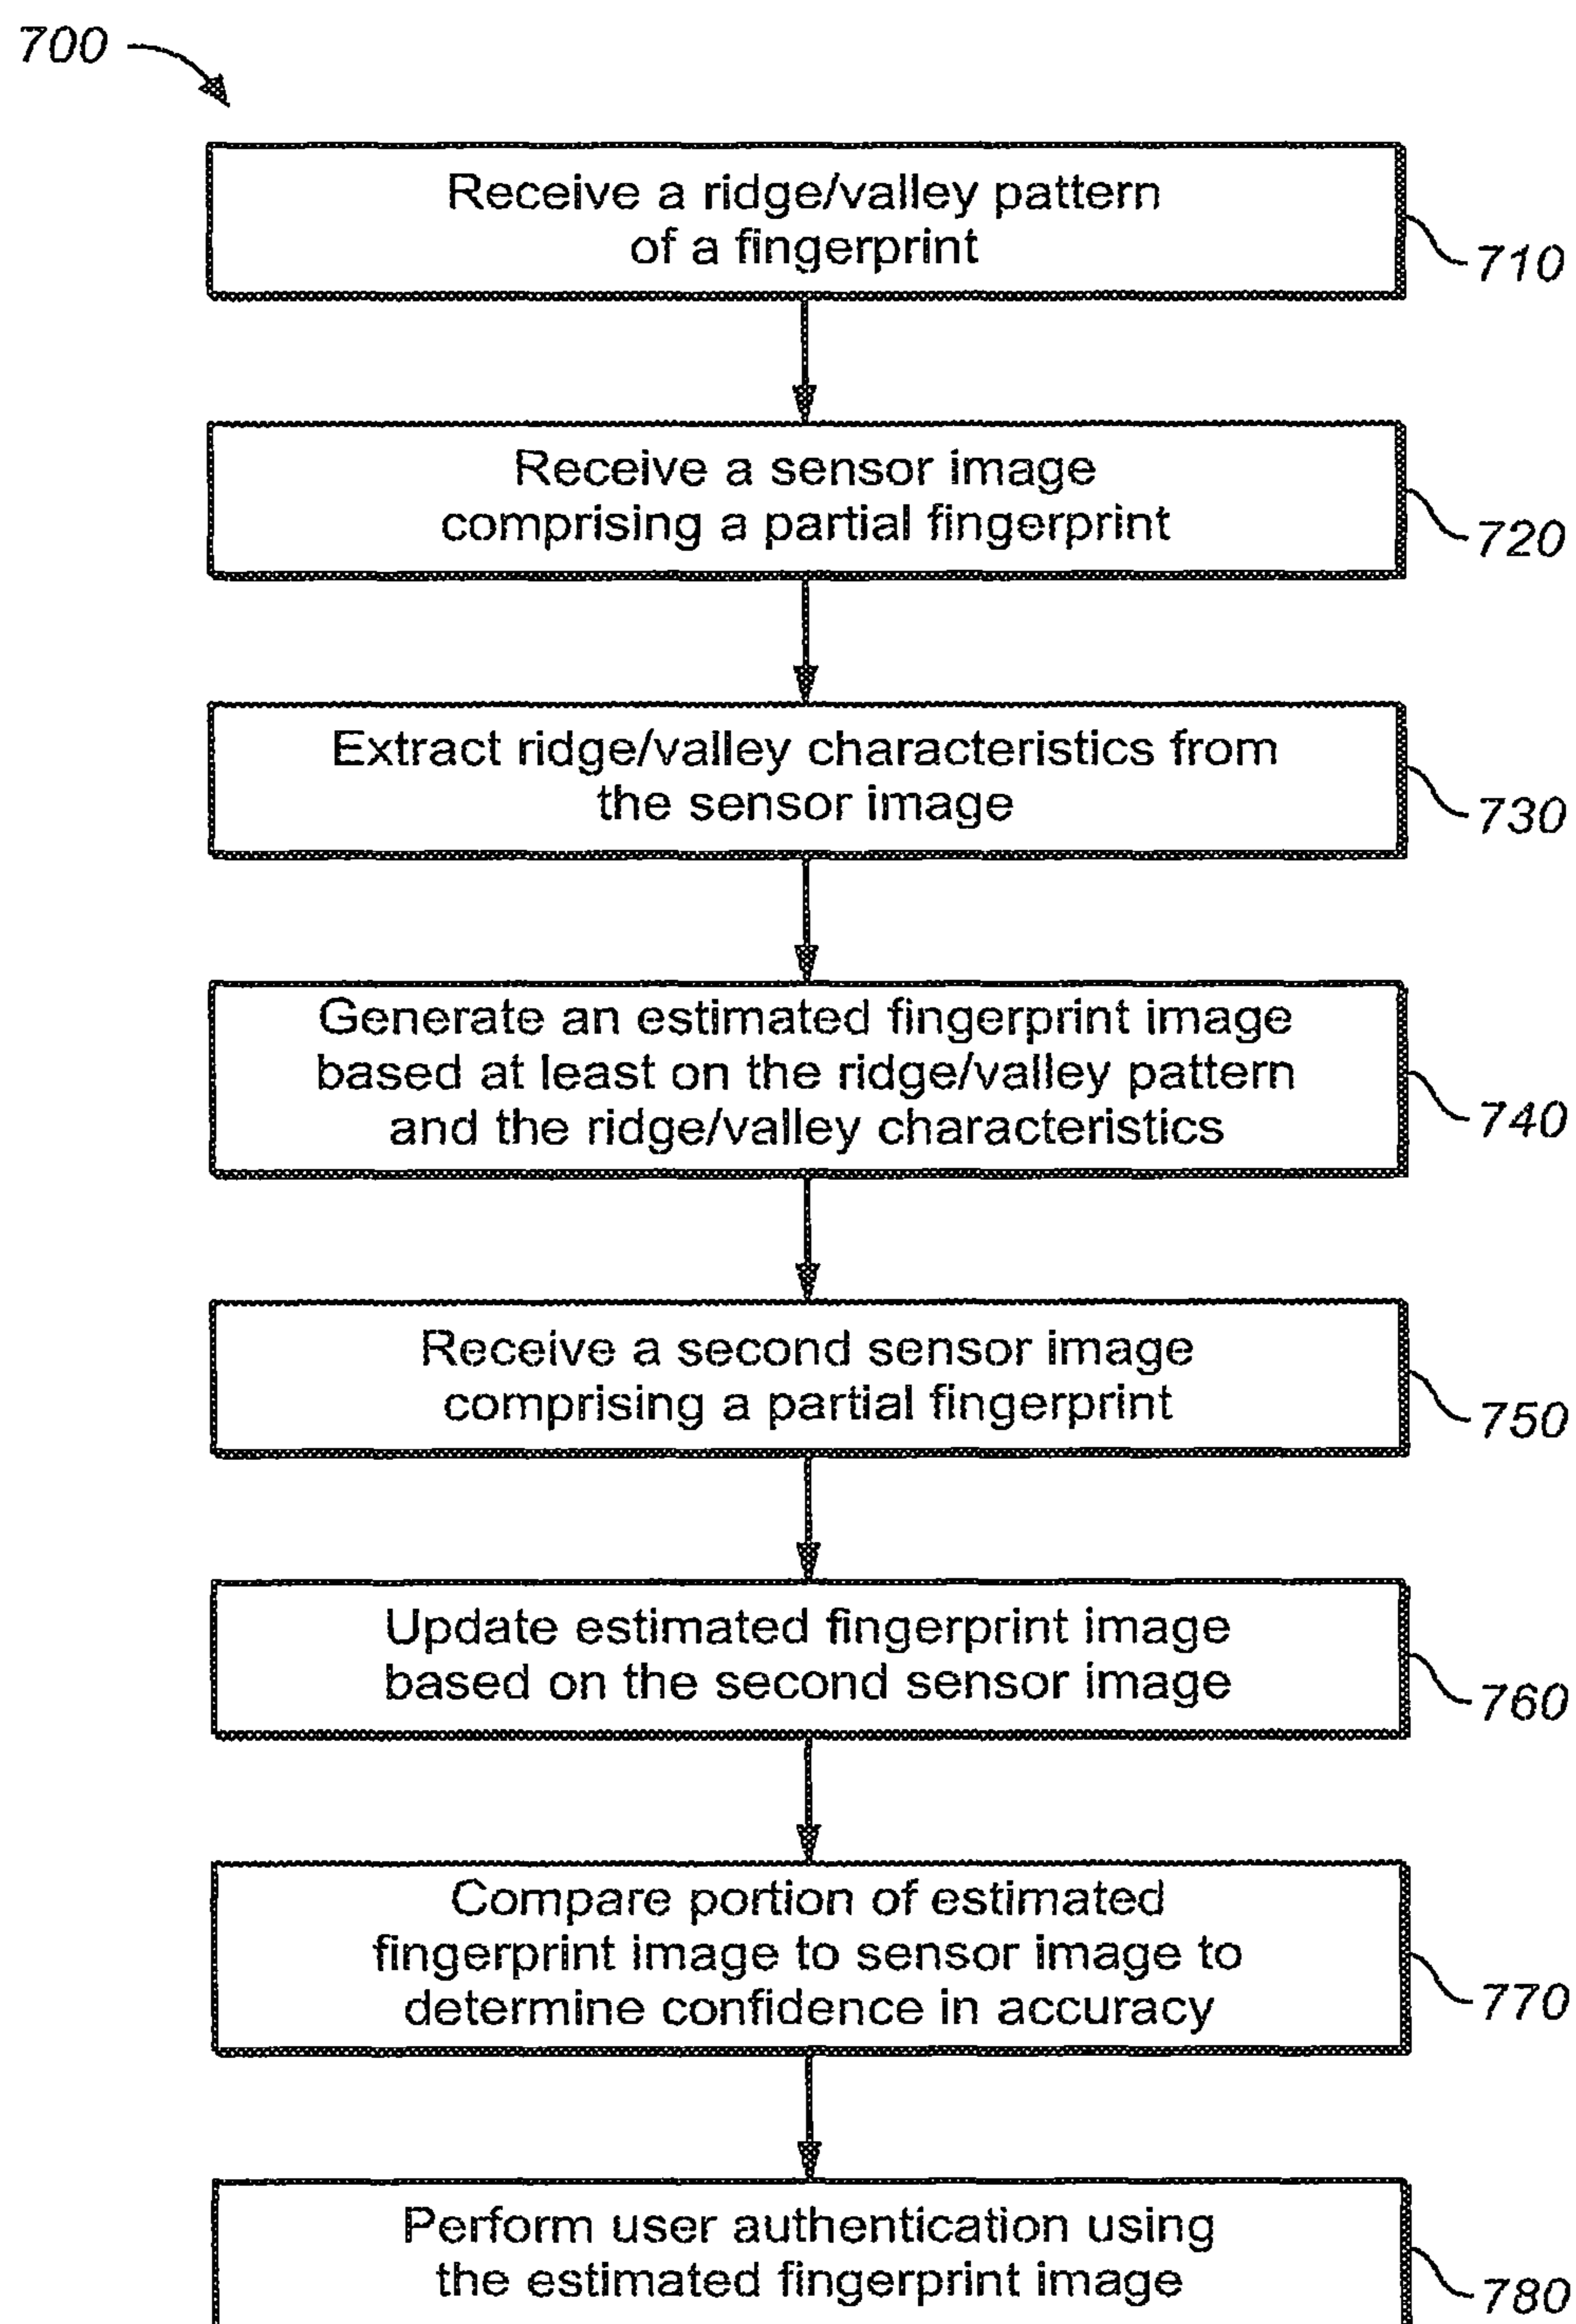 700
Receive a ridge/valley pattern
of a fingerprint
710
Receive a sensor image
comprising a partial fingerprint
720
Extract ridge/valley characteristics from
the sensor image
730
Generate an estimated fingerprint image
based at least on the ridge/valley pattern
and the ridge/valley characteristics
740
Receive a second sensor image
comprising a partial fingerprint
750
Update estimated fingerprint image
based on the second sensor image
760
Compare portion of estimated
fingerprint image to sensor image to
determine confidence in accuracy
770
Perform user authentication using
the estimated fingerprint image
780